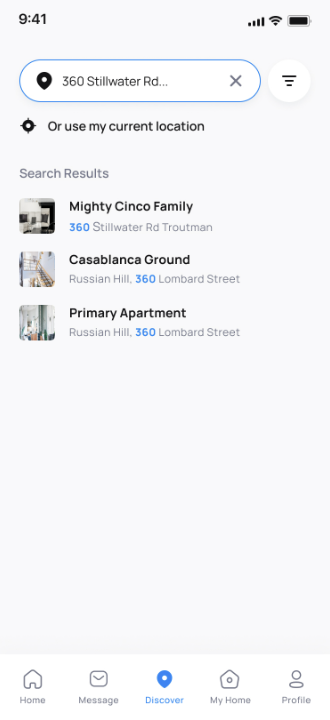 9:41
360 Stillwater Rd...
Or use my current location
Search Results
Mighty Cinco Family
360 Stillwater Rd Troutman
Casablanca Ground
Russian Hill, 360 Lombard Street
Primary Apartment
Russian Hill, 360 Lombard Street
Home Message Discover My Home Profile